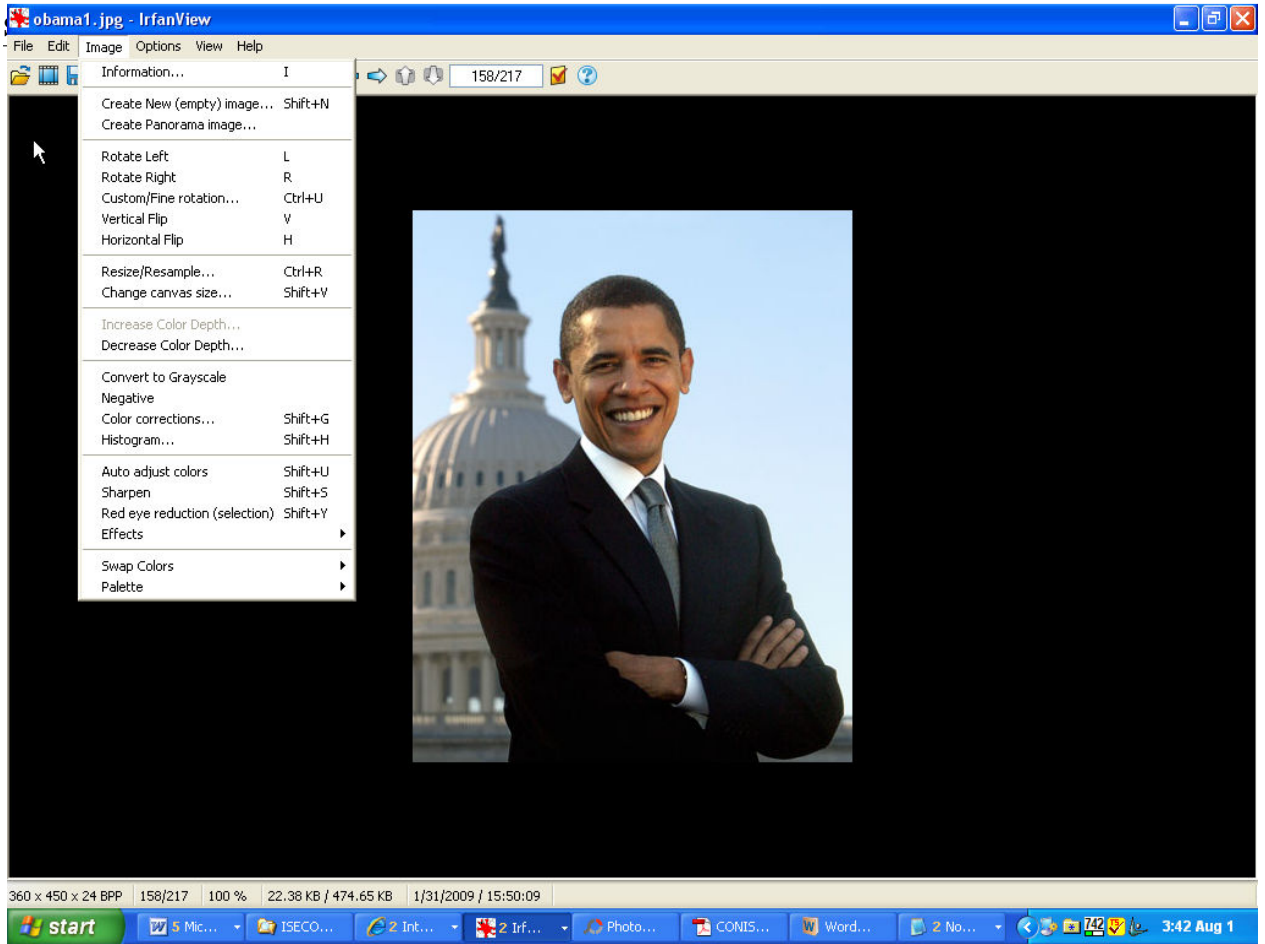 obama1.jpg - IrfanView
File Edit Image Options View Help
158/217
Information... I
Create New (empty) image... Shift+N
Create Panorama image...
Rotate Left L
Rotate Right R
Custom/Fine rotation... Ctrl+U
Vertical Flip V
Horizontal Flip H
Resize/Resample... Ctrl+R
Change canvas size... Shift+V
Increase Color Depth...
Decrease Color Depth...
Convert to Grayscale
Negative
Color corrections... Shift+G
Histogram... Shift+H
Auto adjust colors Shift+U
Sharpen Shift+S
Red eye reduction (selection) Shift+Y
Effects
Swap Colors
Palette
360 x 450 x 24 BPP 158/217 100 % 22.38 KB / 474.65 KB 1/31/2009 / 15:50:09
start 5 Mic... ISECO... 2 Int... 2 Irf... Photo... CONIS... Word... 2 No... 742 3:42 Aug 1